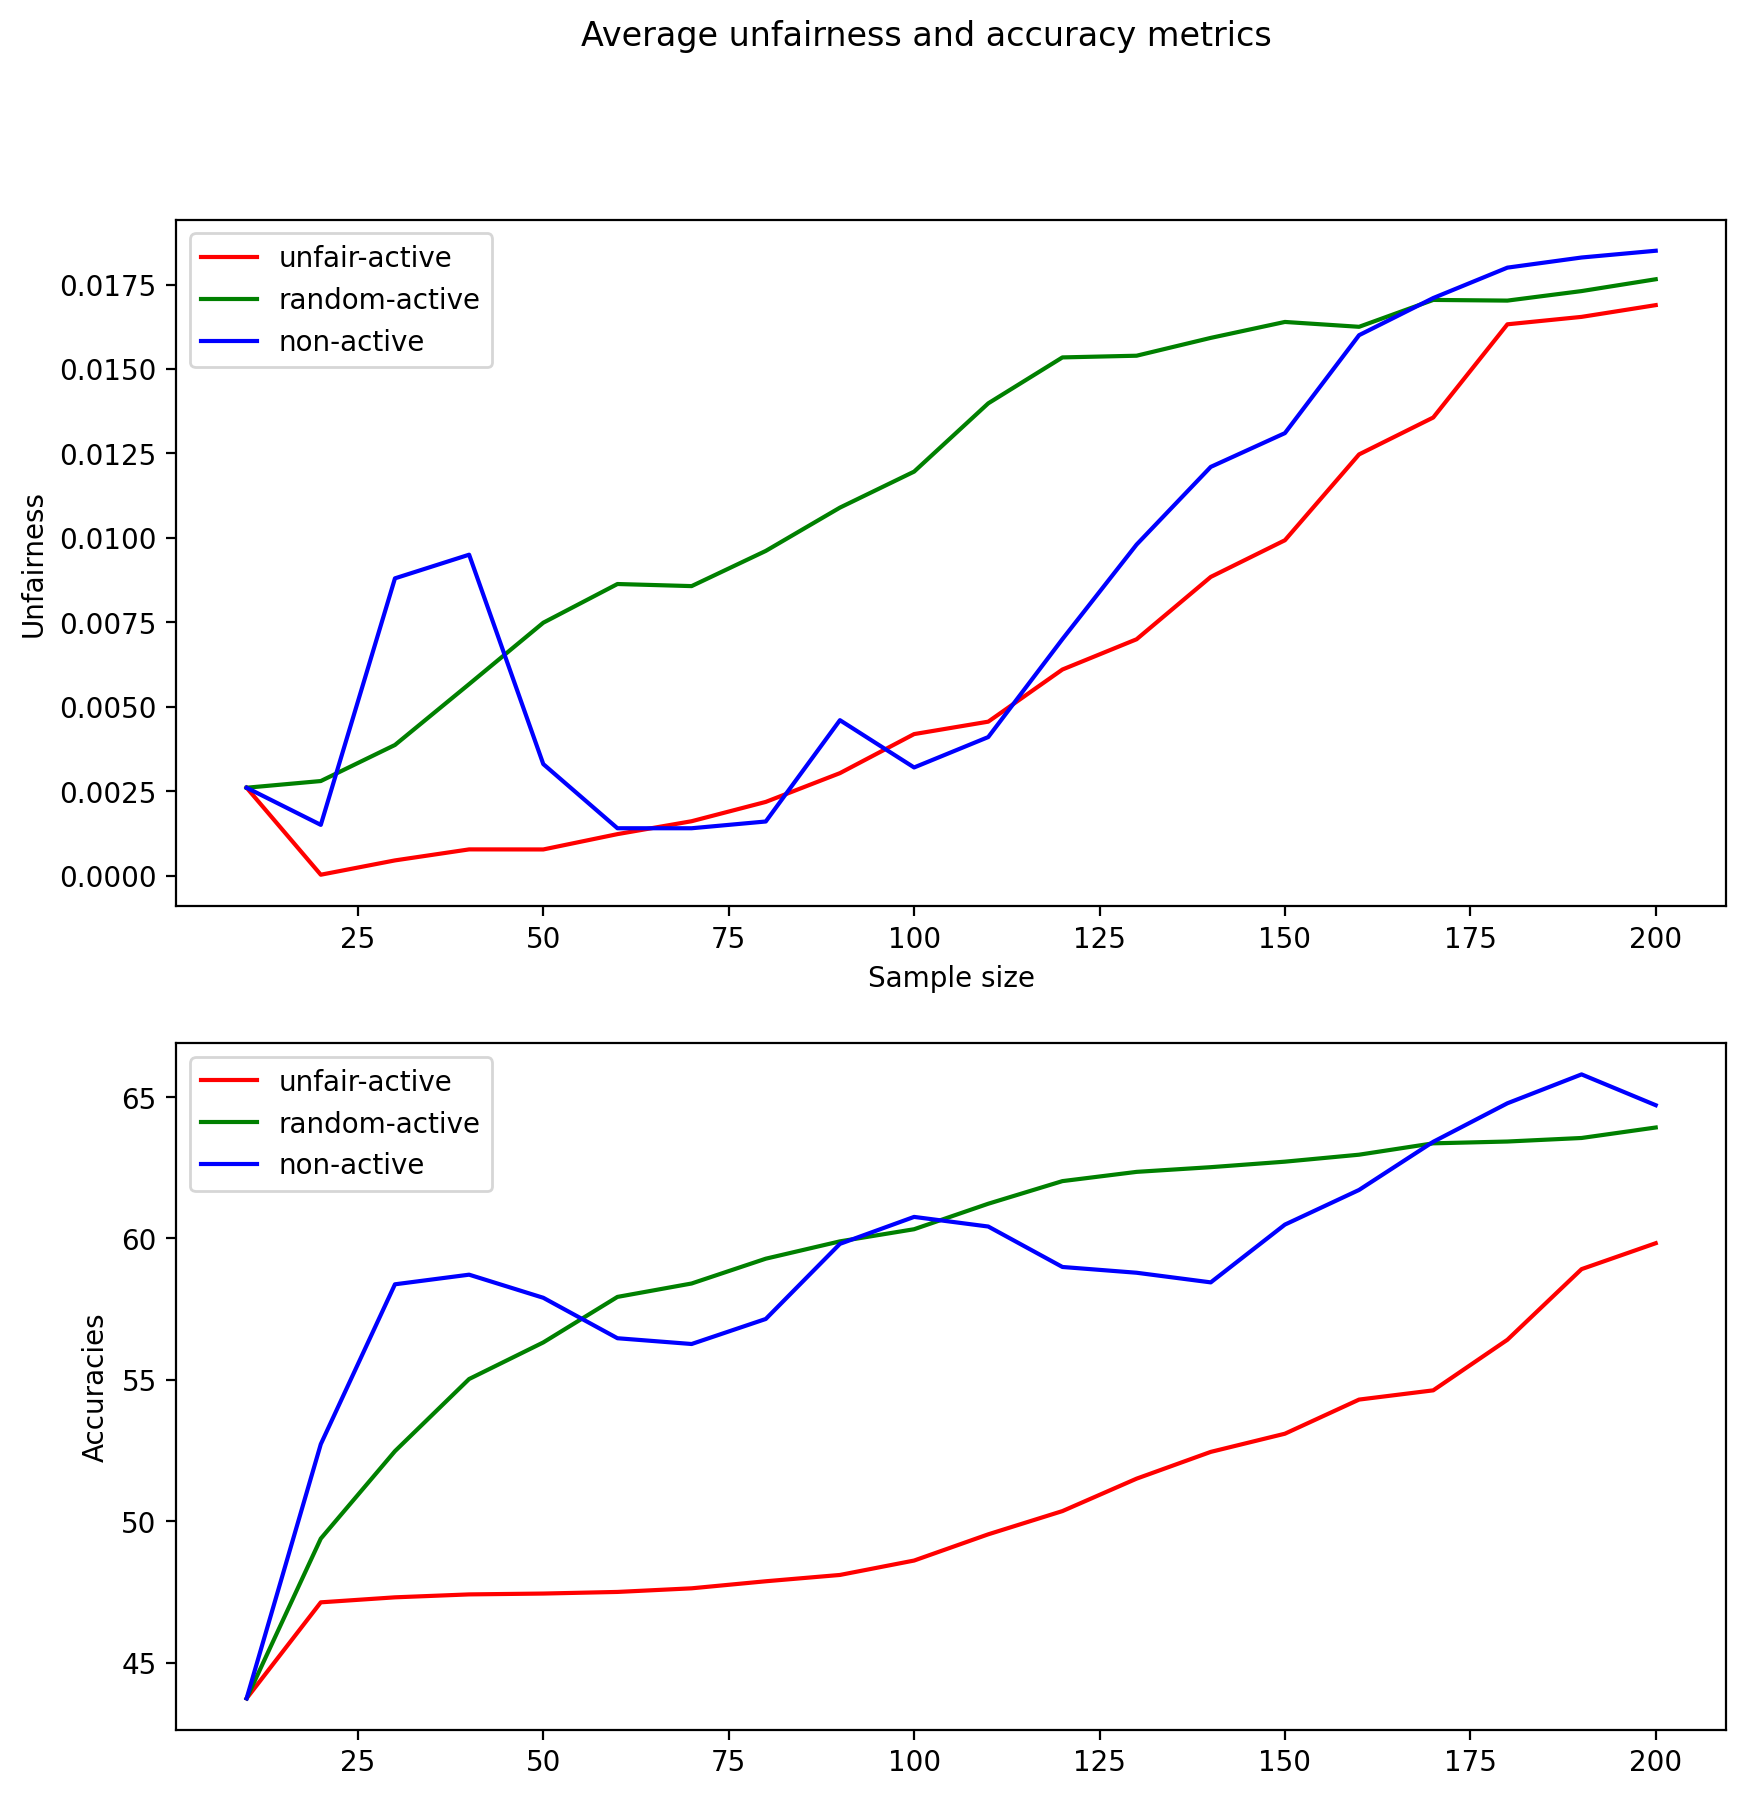 Average unfairness and accuracy metrics
unfair-active
random-active
non-active
0.0175
0.0150
0.0125
0.0100
0.0075
0.0050
0.0025
0.0000
Unfairness
25 50 75 100 125 150 175 200
Sample size
unfair-active
random-active
non-active
65
60
55
50
45
Accuracies
25 50 75 100 125 150 175 200